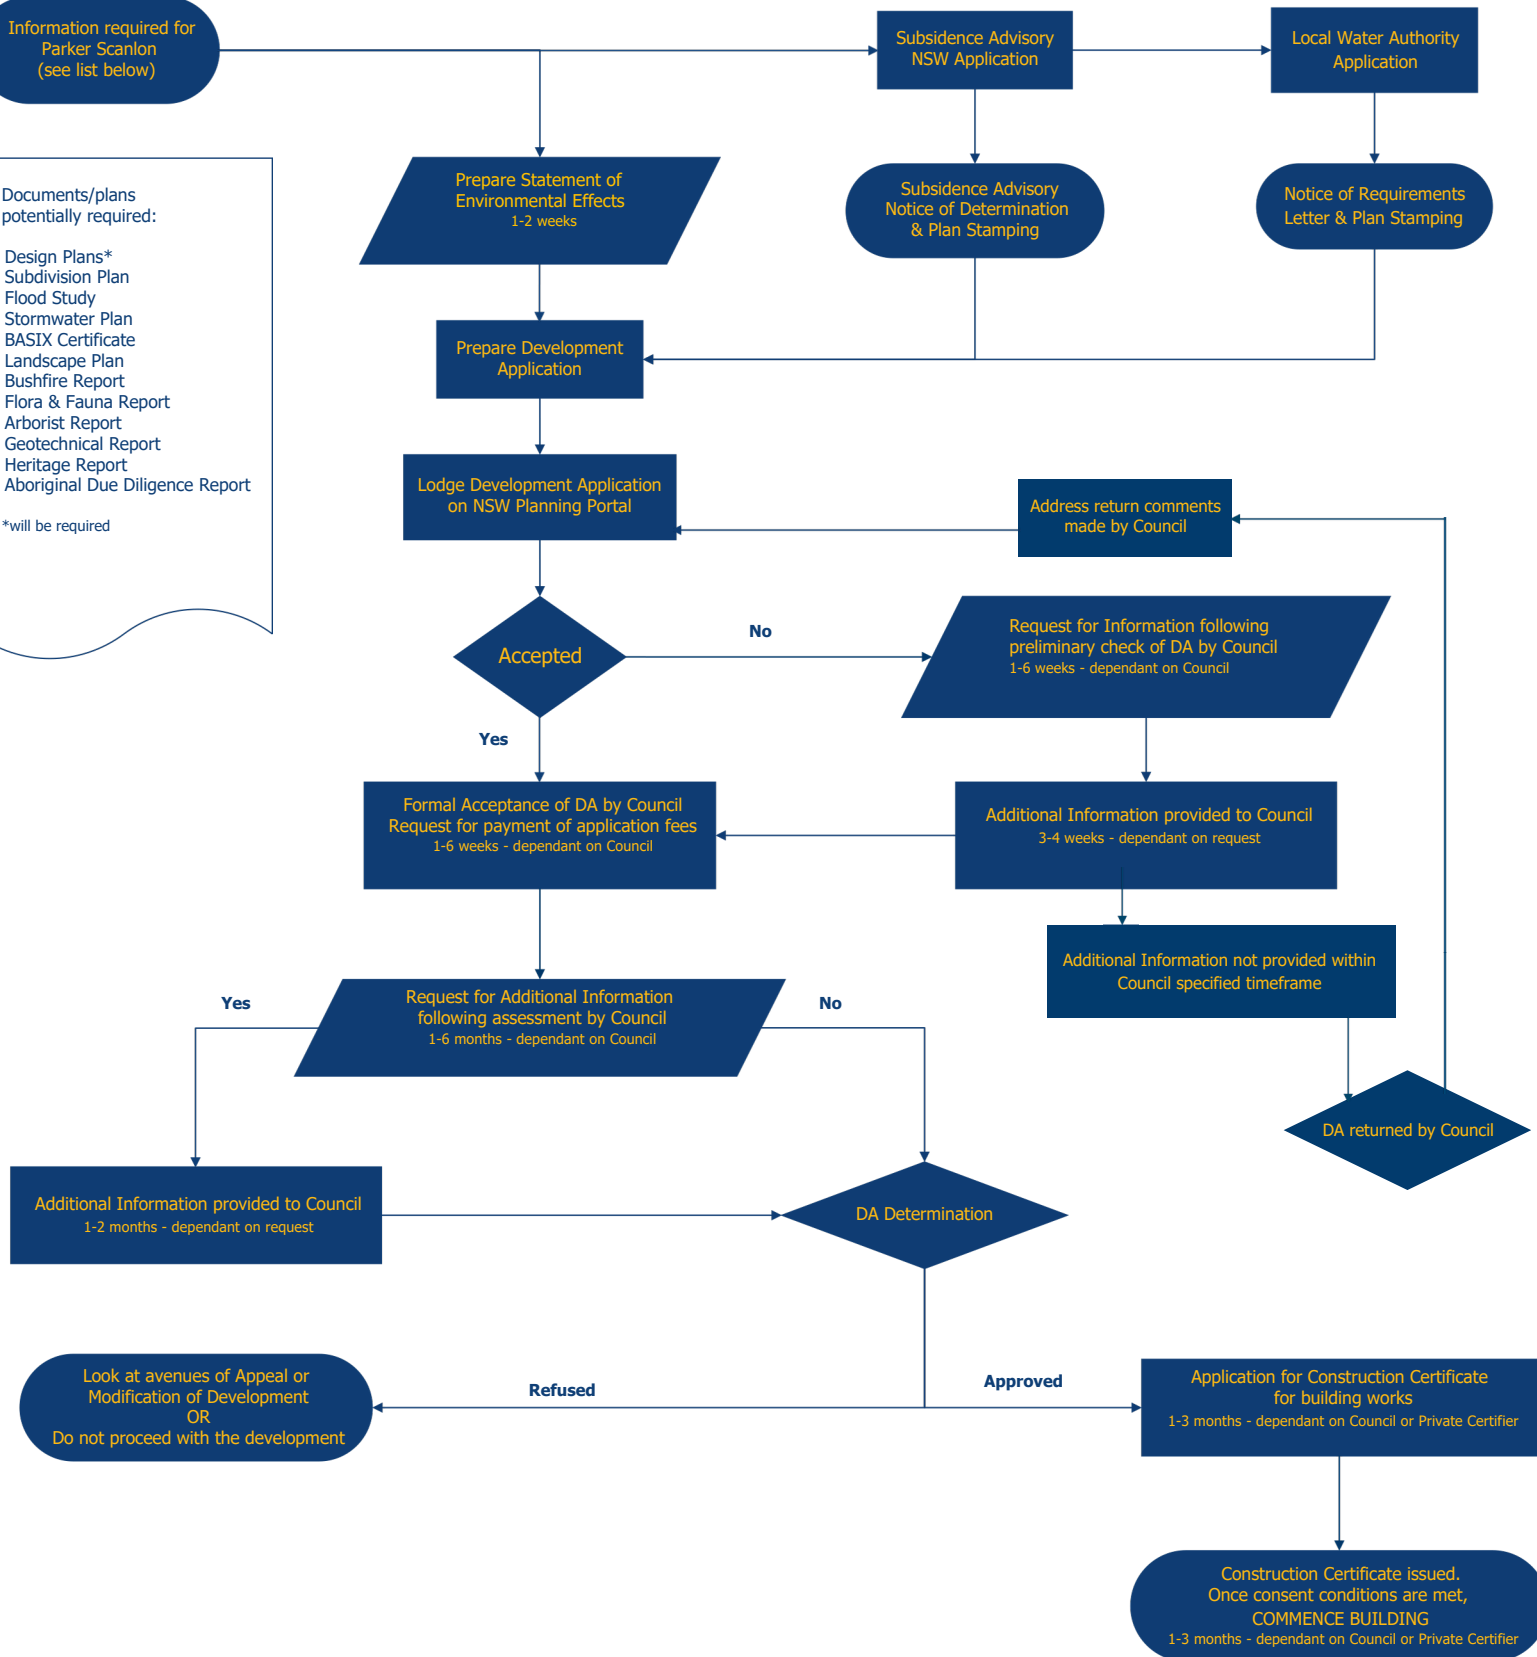 Information required for
Parker Scanlon
(see list below)
Subsidence Advisory
NSW Application
Local Water Authority
Application
Documents/plans
potentially required:
Design Plans*
Subdivision Plan
Flood Study
Stormwater Plan
BASIX Certificate
Landscape Plan
Bushfire Report
Flora & Fauna Report
Arborist Report
Geotechnical Report
Heritage Report
Aboriginal Due Diligence Report
*will be required
Prepare Statement of
Environmental Effects
1-2 weeks
Subsidence Advisory
Notice of Determination
& Plan Stamping
Notice of Requirements
Letter & Plan Stamping
Prepare Development
Application
Lodge Development Application
on NSW Planning Portal
Address return comments
made by Council
Accepted
No
Request for Information following
preliminary check of DA by Council
1-6 weeks - dependant on Council
Yes
Formal Acceptance of DA by Council
Request for payment of application fees
1-6 weeks - dependant on Council
Additional Information provided to Council
3-4 weeks - dependant on request
Additional Information not provided within
Council specified timeframe
Yes
Request for Additional Information
following assessment by Council
1-6 months - dependant on Council
No
DA returned by Council
Additional Information provided to Council
1-2 months - dependant on request
DA Determination
Look at avenues of Appeal or
Modification of Development
OR
Do not proceed with the development
Refused
Approved
Application for Construction Certificate
for building works
1-3 months - dependant on Council or Private Certifier
Construction Certificate issued.
Once consent conditions are met,
COMMENCE BUILDING
1-3 months - dependant on Council or Private Certifier